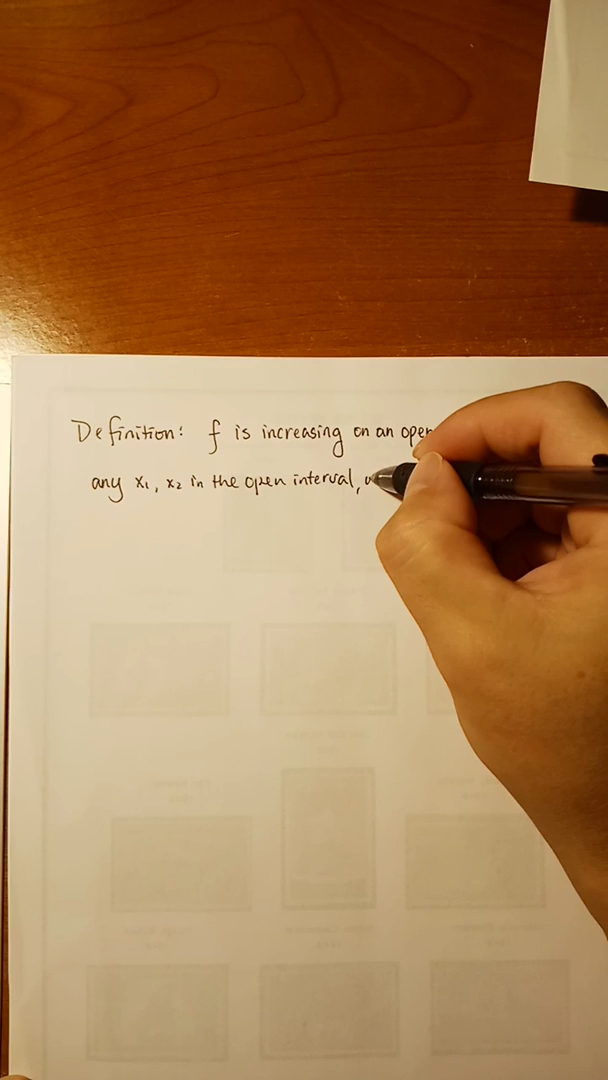 Definition: f is increasing on an open
any x₁, x₂ in the open interval,